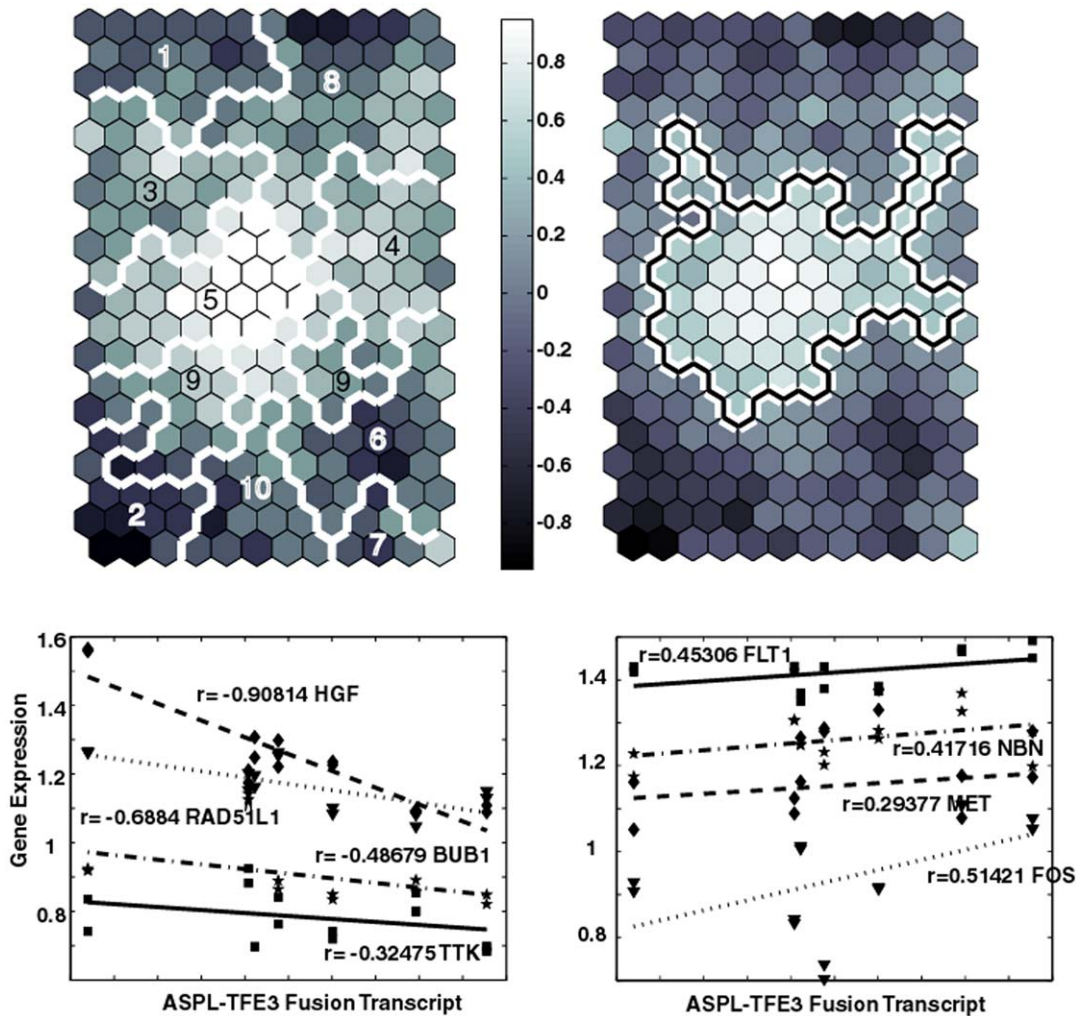 1
8
3
4
5
9
9
6
10
2
7
0.8
0.6
0.4
0.2
0
-0.2
-0.4
-0.6
-0.8
1.6
1.4
1.2
1
0.8
Gene Expression
r= -0.90814 HGF
r= -0.6884 RAD51L1
r= -0.48679 BUB1
r= -0.32475 TTK
ASPL-TFE3 Fusion Transcript
1.4
1.2
1
0.8
r=0.45306 FLT1
r=0.41716 NBN
r=0.29377 MET
r=0.51421 FOS
ASPL-TFE3 Fusion Transcript